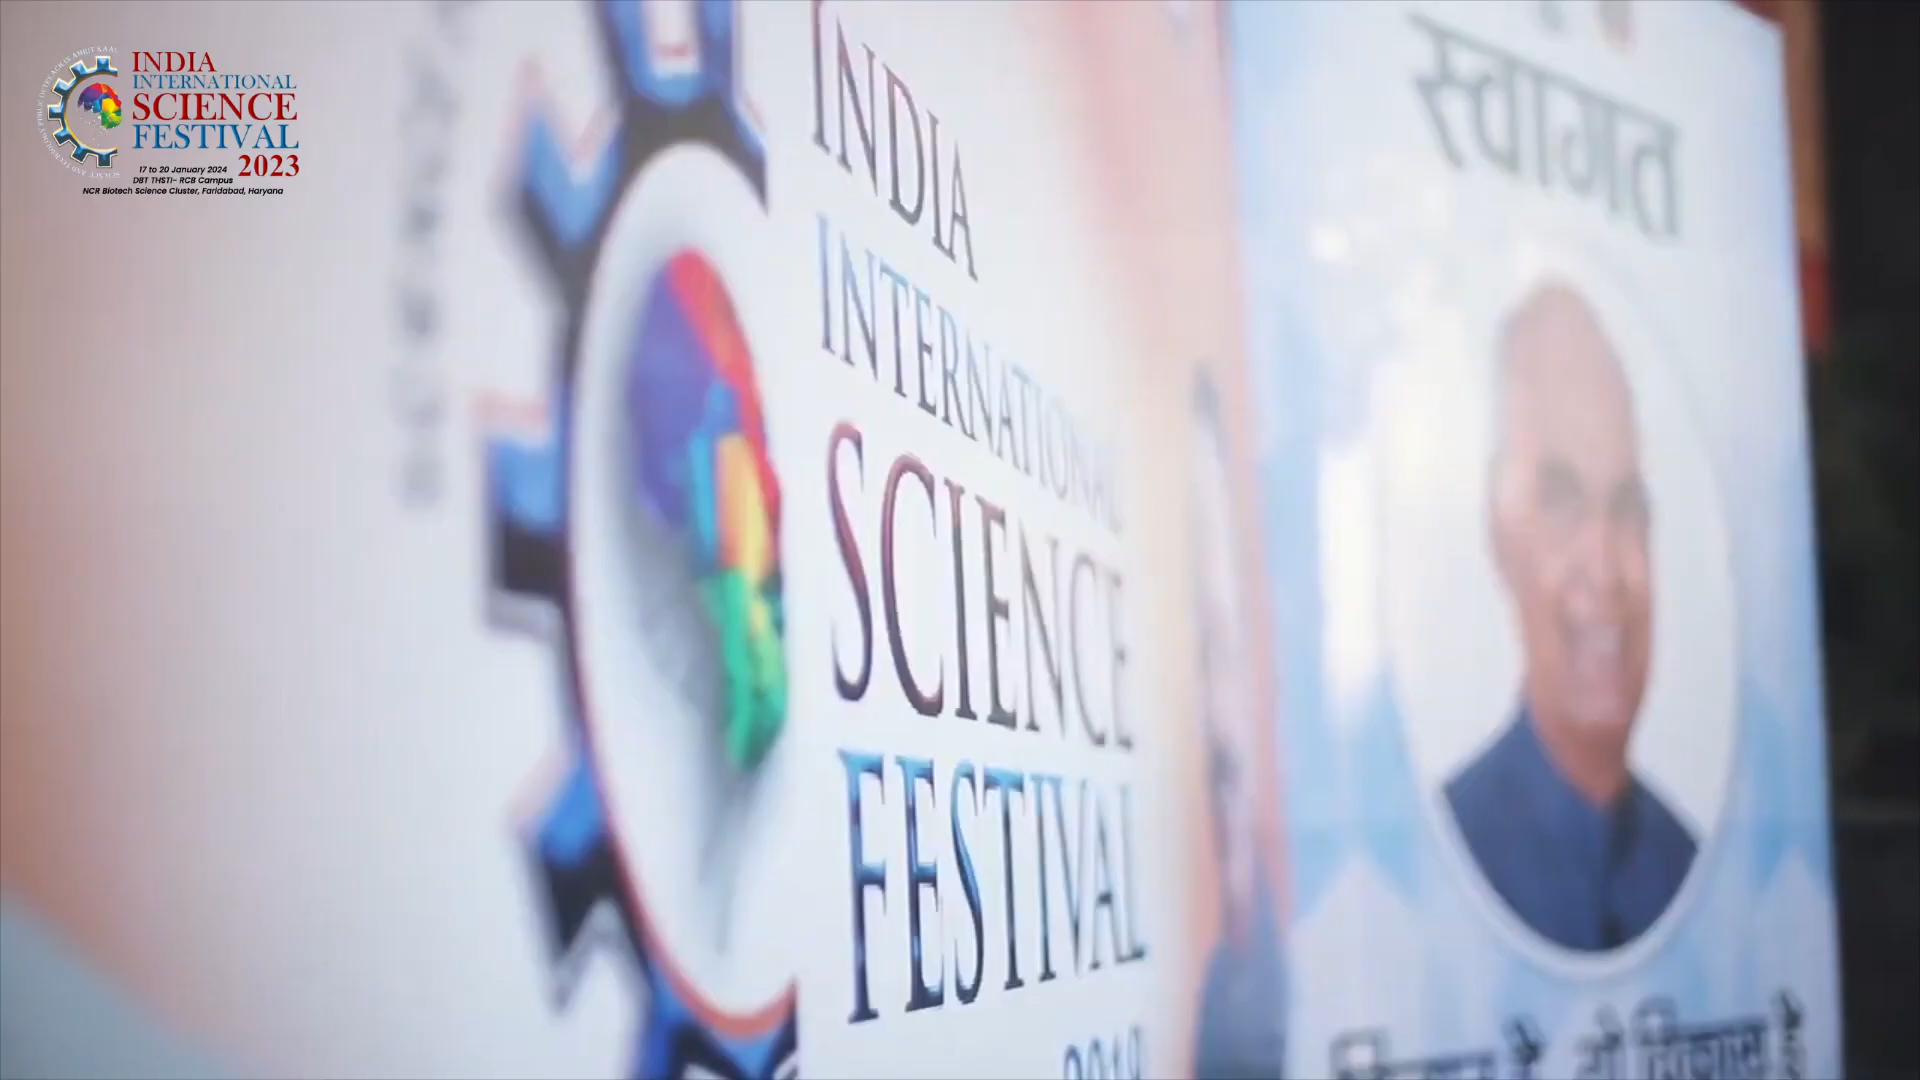 INDIA
INTERNATIONAL
SCIENCE
FESTIVAL
2023
17 to 20 January 2024
DBT THSTI- RCB Campus
NCR Biotech Science Cluster, Faridabad, Haryana
INDIA
INTERNATIONAL
SCIENCE
FESTIVAL
स्वागत